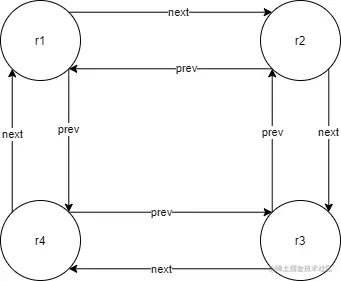 r1
next
r2
prev
next
prev
prev
next
r4
prev
r3
next
@稀土掘金技术社区